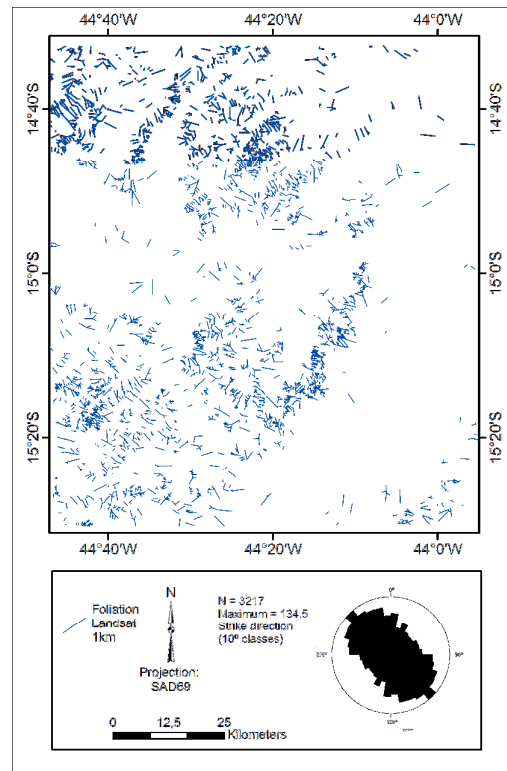 44°40'W 44°20'W 44°0'W
14°40'S 14°40'S
15°0'S 15°0'S
15°20'S 15°20'S
44°40'W 44°20'W 44°0'W
Foliation
Landsat
1km
N
Projection:
SAD69
N = 3217
Maximum = 134.5
Strike direction
(10º classes)
0°
270° 90°
0 12,5 25
Kilometers